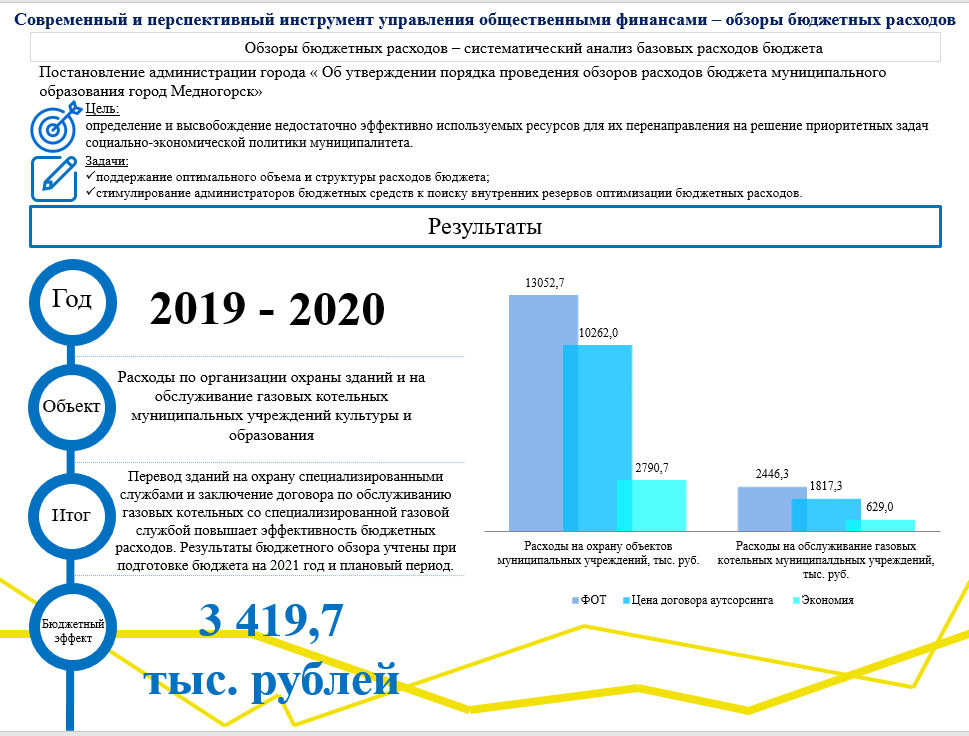 Современный и перспективный инструмент управления общественными финансами – обзоры бюджетных расходов
Обзоры бюджетных расходов – систематический анализ базовых расходов бюджета
Постановление администрации города « Об утверждении порядка проведения обзоров расходов бюджета муниципального
образования город Медногорск»
Цель:
определение и высвобождение недостаточно эффективно используемых ресурсов для их перенаправления на решение приоритетных задач
социально-экономической политики муниципалитета.
Задачи:
✓поддержание оптимального объема и структуры расходов бюджета;
✓стимулирование администраторов бюджетных средств к поиску внутренних резервов оптимизации бюджетных расходов.
Результаты
Год
2019 - 2020
Объект
Расходы по организации охраны зданий и на
обслуживание газовых котельных
муниципальных учреждений культуры и
образования
Итог
Перевод зданий на охрану специализированными
службами и заключение договора по обслуживанию
газовых котельных со специализированной газовой
службой повышает эффективность бюджетных
расходов. Результаты бюджетного обзора учтены при
подготовке бюджета на 2021 год и плановый период.
Бюджетный
эффект
3 419,7
тыс. рублей
13052,7
10262,0
2790,7
2446,3
1817,3
629,0
Расходы на охрану объектов
муниципальных учреждений, тыс. руб.
Расходы на обслуживание газовых
котельных муниципалдьных учреждений,
тыс. руб.
ФОТ
Цена договора аутсорсинга
Экономия